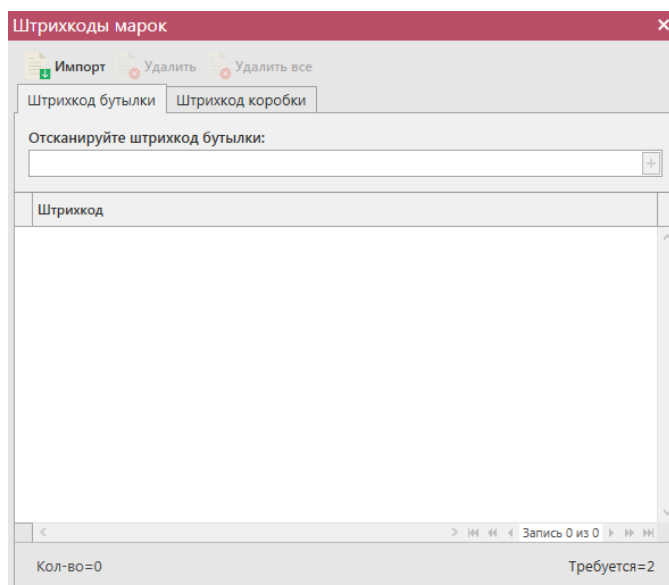 Штрихкоды марок
Импорт Удалить Удалить все
Штрихкод бутылки Штрихкод коробки
Отсканируйте штрихкод бутылки:
Штрихкод
Запись 0 из 0
Кол-во=0 Требуется=2